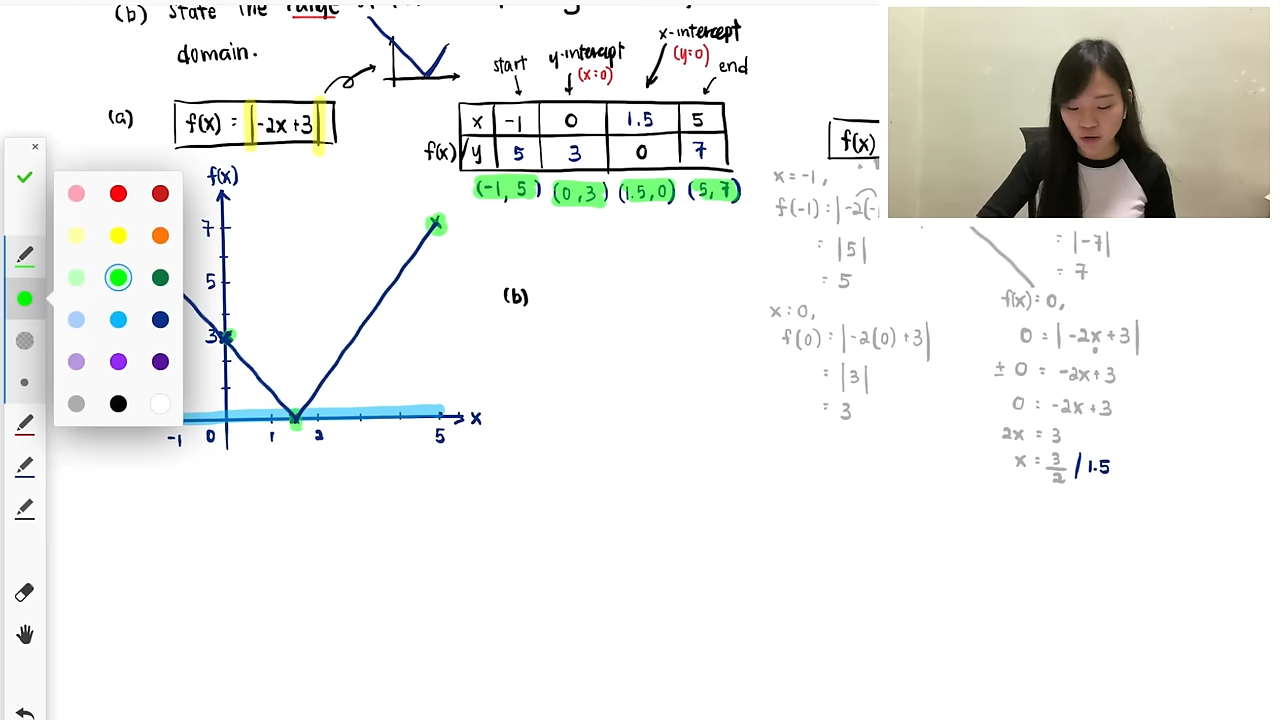 (b) State the range
domain.
(a) f(x) = |-2x+3|
start
y-intercept
(x=0)
x-intercept
(y=0)
end
x -1 0 1.5 5
f(x)/y 5 3 0 7
(-1, 5) (0,3) (1.5,0) (5,7)
f(x)
7
5
3
-1 0 1 2 5 x
(b)
f(x)
x = -1,
f(-1) = |-2(-1
= |5|
= 5
x = 0,
f(0) = |-2(0)+3|
= |3|
= 3
= |-7|
= 7
f(x) = 0,
0 = |-2x+3|
± 0 = -2x+3
0 = -2x+3
2x = 3
x = 3/2 / 1.5